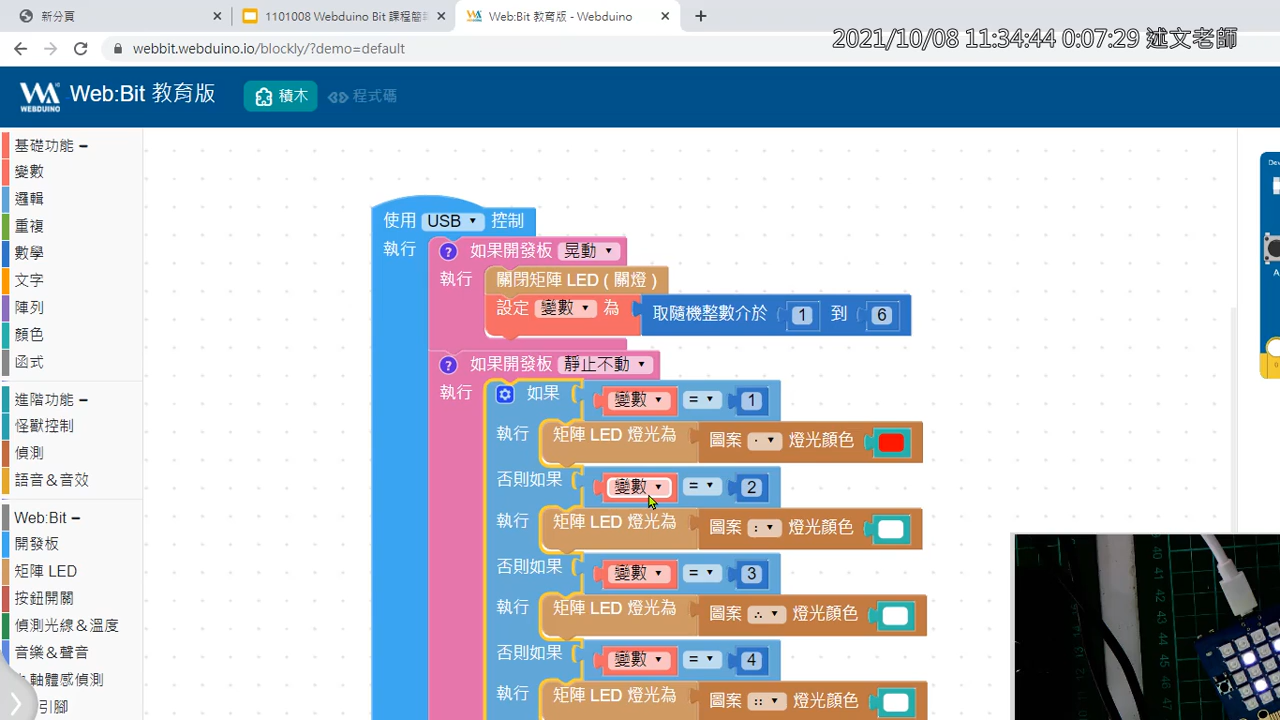 新分頁
1101008 Webduino Bit 課程簡
Web:Bit 教育版 - Webduino
webbit.webduino.io/blockly/?demo=default
2021/10/08 11:34:44 0:07:29 述文老師
WEBDUINO
Web:Bit 教育版
積木
程式碼
基礎功能
變數
邏輯
重複
數學
文字
陣列
顏色
函式
進階功能
怪獸控制
偵測
語音＆音效
Web:Bit
開發板
矩陣 LED
按鈕開關
偵測光線＆溫度
音樂＆聲音
軸體感偵測
引腳
使用 USB 控制
執行
? 如果開發板 晃動
執行 關閉矩陣 LED ( 關燈 )
設定 變數 為 取隨機整數介於 1 到 6
? 如果開發板 靜止不動
執行 如果 變數 = 1
執行 矩陣 LED 燈光為 圖案 · 燈光顏色
否則如果 變數 = 2
執行 矩陣 LED 燈光為 圖案 : 燈光顏色
否則如果 變數 = 3
執行 矩陣 LED 燈光為 圖案 ∴ 燈光顏色
否則如果 變數 = 4
執行 矩陣 LED 燈光為 圖案 :: 燈光顏色